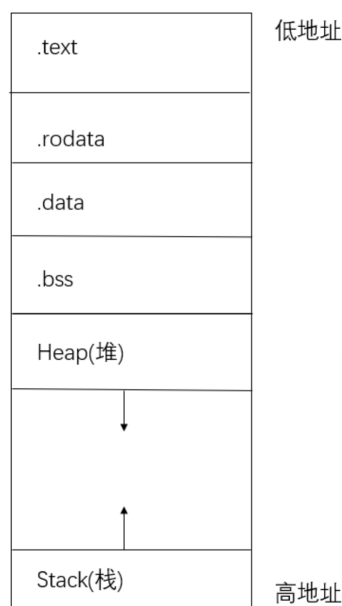 低地址
.text
.rodata
.data
.bss
Heap(堆)
Stack(栈)
高地址